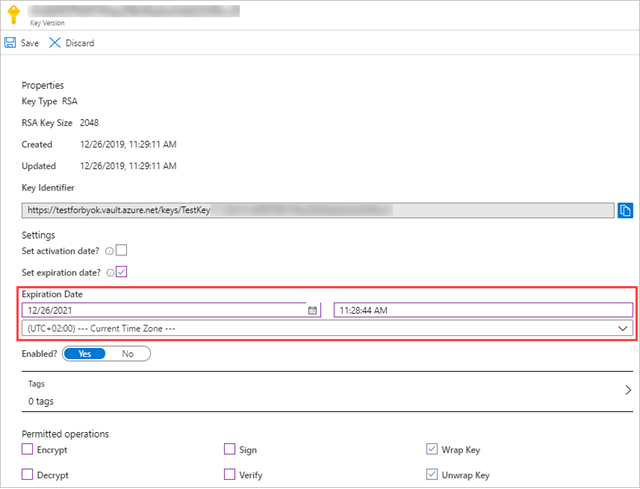 Key Version
Save Discard
Properties
Key Type RSA
RSA Key Size 2048
Created 12/26/2019, 11:29:11 AM
Updated 12/26/2019, 11:29:11 AM
Key Identifier
https://testforbyok.vault.azure.net/keys/TestKey
Settings
Set activation date?
Set expiration date?
Expiration Date
12/26/2021 11:28:44 AM
(UTC+02:00) --- Current Time Zone ---
Enabled? Yes No
Tags
0 tags
Permitted operations
Encrypt Sign Wrap Key
Decrypt Verify Unwrap Key